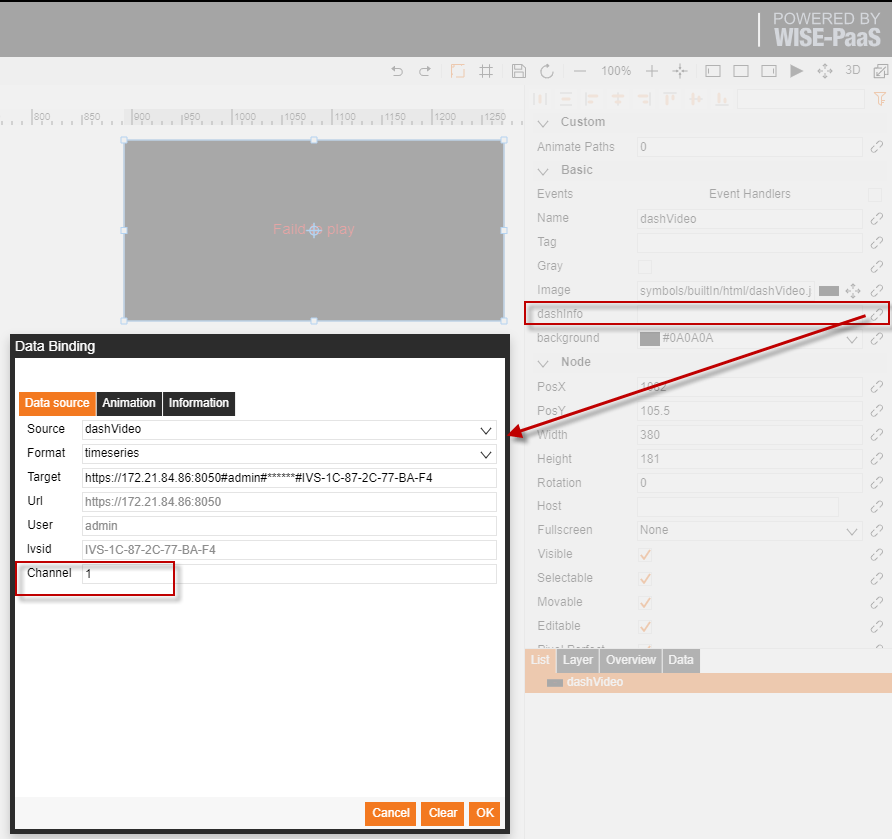 POWERED BY
WISE-PaaS
100%
3D
800 850 900 950 1000 1050 1100 1150 1200 1250
Custom
Animate Paths 0
Basic
Events Event Handlers
Name dashVideo
Tag
Gray
Image symbols/builtIn/html/dashVideo.j
dashInfo
background #0A0A0A
Node
PosX
PosY 105.5
Width 380
Height 181
Rotation 0
Host
Fullscreen None
Visible
Selectable
Movable
Editable
Pixel Perfect
List Layer Overview Data
dashVideo
play
Data Binding
Data source Animation Information
Source dashVideo
Format timeseries
Target https://172.21.84.86:8050#admin#******#IVS-1C-87-2C-77-BA-F4
Url https://172.21.84.86:8050
User admin
Ivsid IVS-1C-87-2C-77-BA-F4
Channel 1
Cancel Clear OK